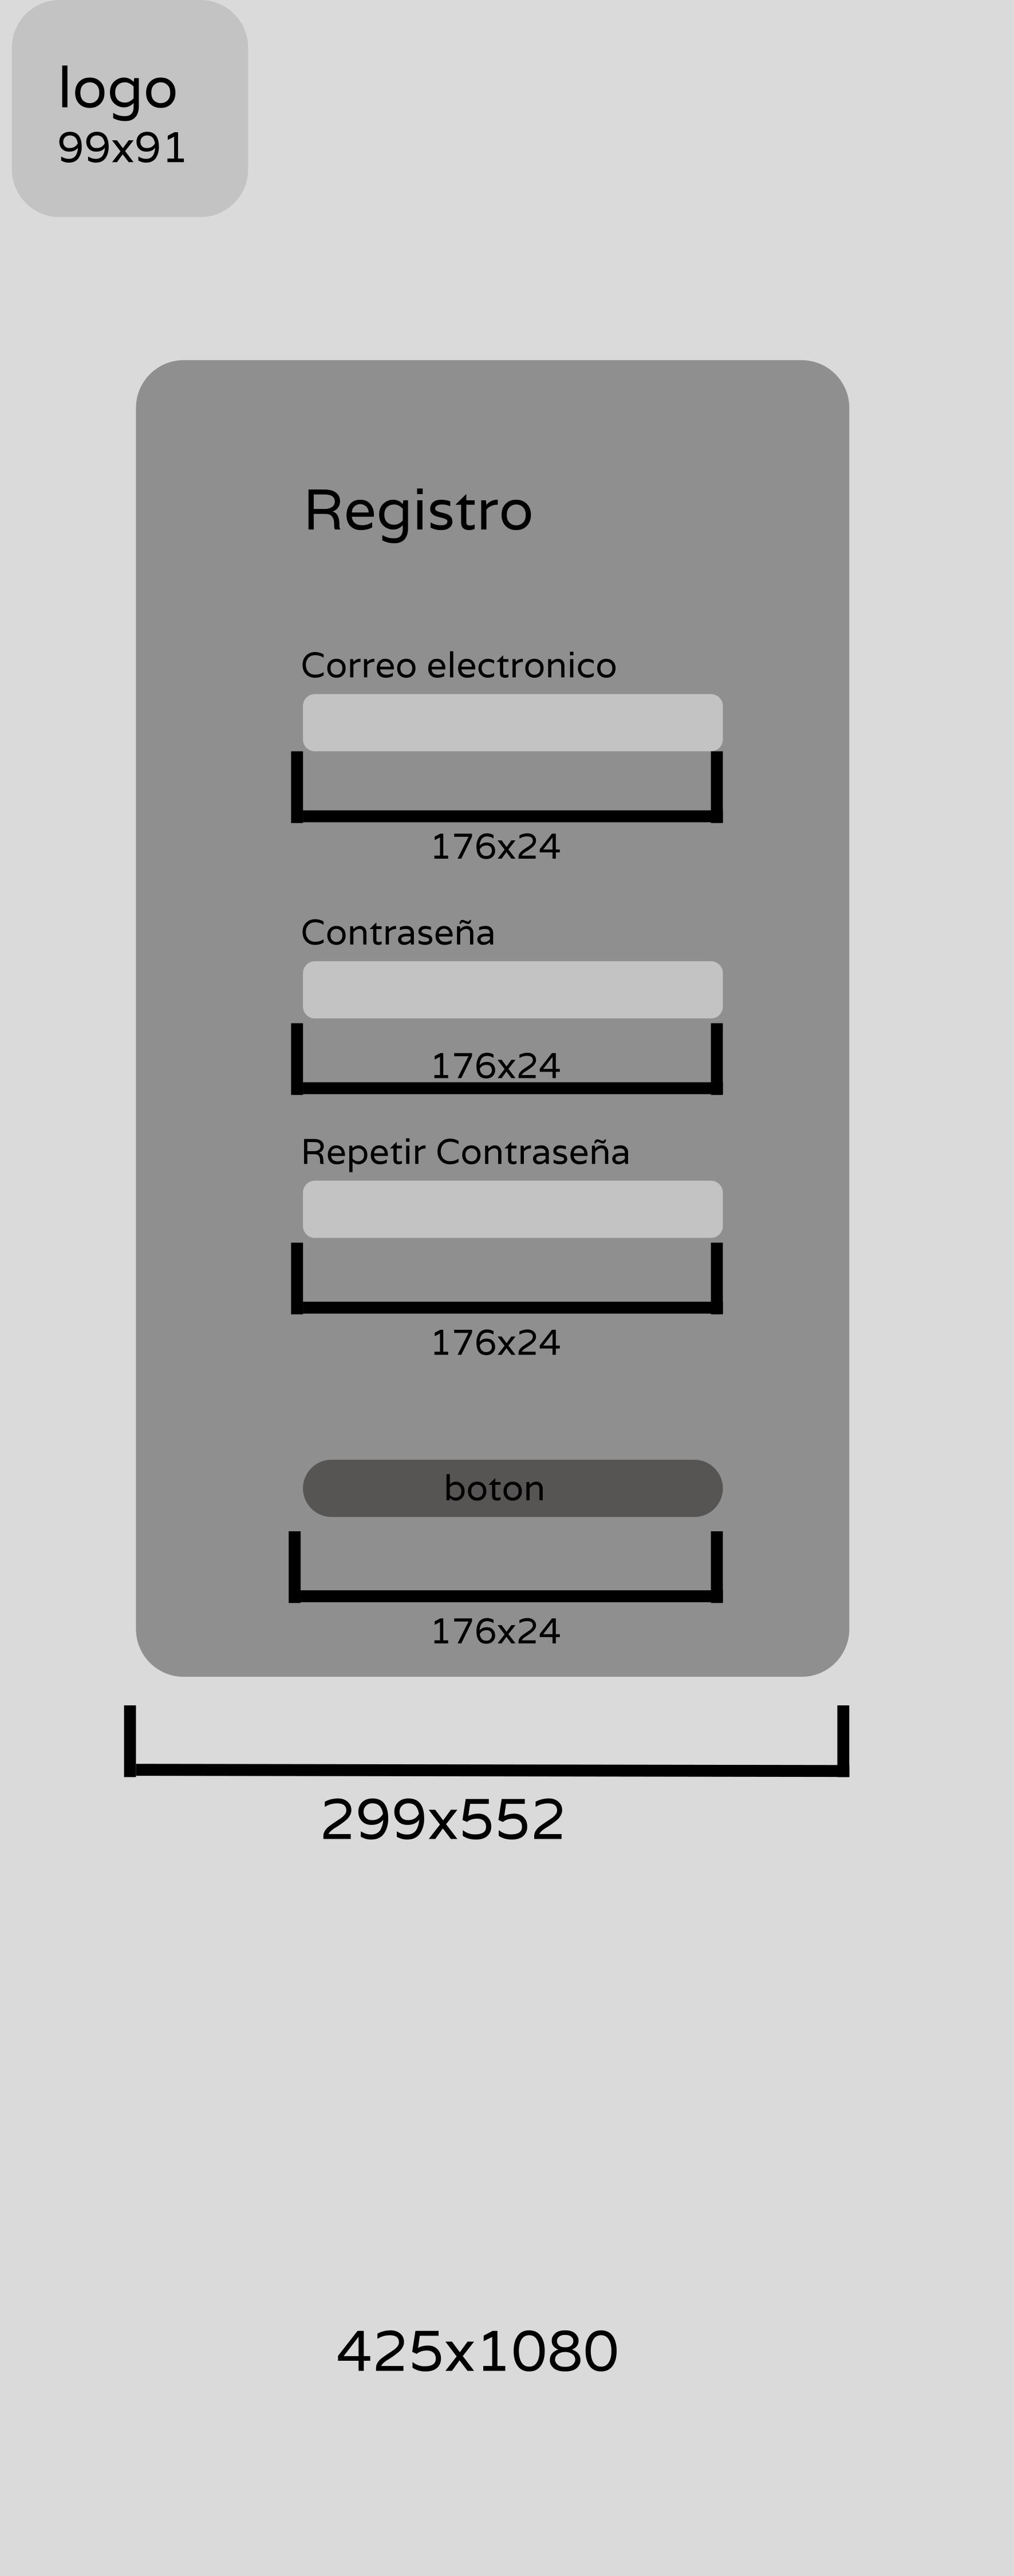 logo
99x91
Registro
Correo electronico
176x24
Contraseña
176x24
Repetir Contraseña
176x24
boton
176x24
299x552
425x1080